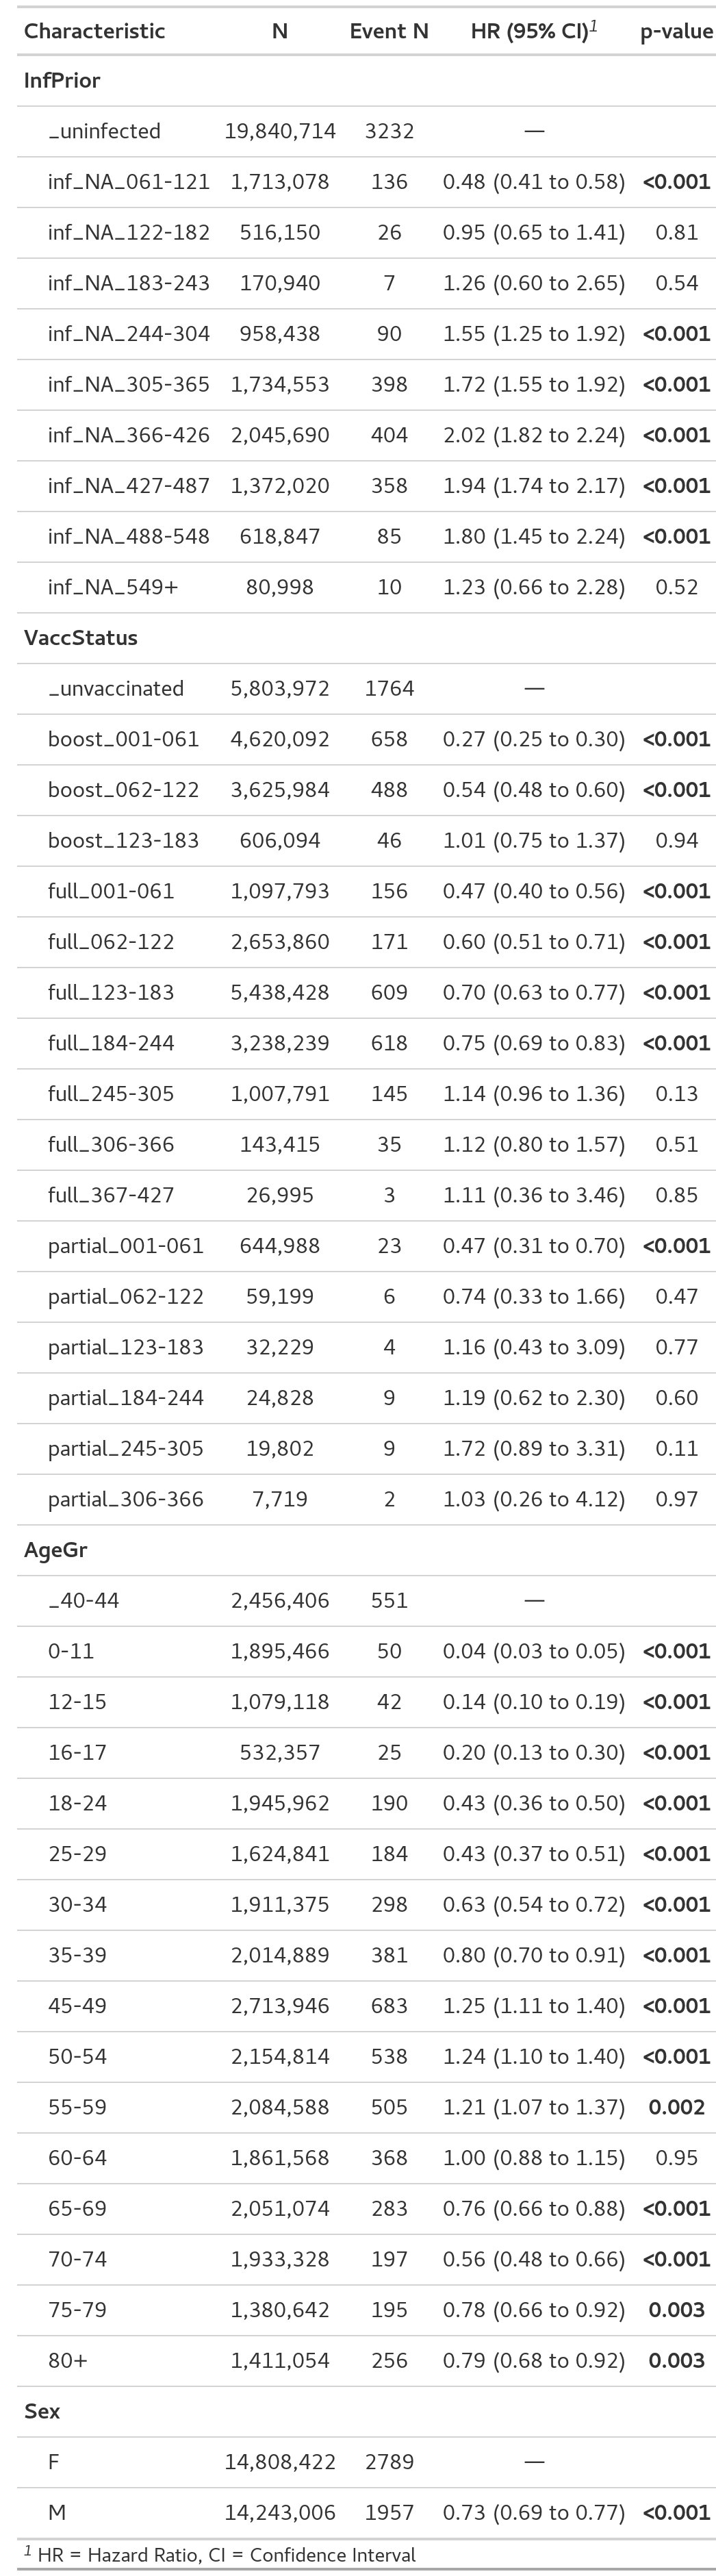 Characteristic N Event N HR (95% CI)1 p-value
InfPrior
_uninfected 19,840,714 3232 —
inf_NA_061-121 1,713,078 136 0.48 (0.41 to 0.58) <0.001
inf_NA_122-182 516,150 26 0.95 (0.65 to 1.41) 0.81
inf_NA_183-243 170,940 7 1.26 (0.60 to 2.65) 0.54
inf_NA_244-304 958,438 90 1.55 (1.25 to 1.92) <0.001
inf_NA_305-365 1,734,553 398 1.72 (1.55 to 1.92) <0.001
inf_NA_366-426 2,045,690 404 2.02 (1.82 to 2.24) <0.001
inf_NA_427-487 1,372,020 358 1.94 (1.74 to 2.17) <0.001
inf_NA_488-548 618,847 85 1.80 (1.45 to 2.24) <0.001
inf_NA_549+ 80,998 10 1.23 (0.66 to 2.28) 0.52
VaccStatus
_unvaccinated 5,803,972 1764 —
boost_001-061 4,620,092 658 0.27 (0.25 to 0.30) <0.001
boost_062-122 3,625,984 488 0.54 (0.48 to 0.60) <0.001
boost_123-183 606,094 46 1.01 (0.75 to 1.37) 0.94
full_001-061 1,097,793 156 0.47 (0.40 to 0.56) <0.001
full_062-122 2,653,860 171 0.60 (0.51 to 0.71) <0.001
full_123-183 5,438,428 609 0.70 (0.63 to 0.77) <0.001
full_184-244 3,238,239 618 0.75 (0.69 to 0.83) <0.001
full_245-305 1,007,791 145 1.14 (0.96 to 1.36) 0.13
full_306-366 143,415 35 1.12 (0.80 to 1.57) 0.51
full_367-427 26,995 3 1.11 (0.36 to 3.46) 0.85
partial_001-061 644,988 23 0.47 (0.31 to 0.70) <0.001
partial_062-122 59,199 6 0.74 (0.33 to 1.66) 0.47
partial_123-183 32,229 4 1.16 (0.43 to 3.09) 0.77
partial_184-244 24,828 9 1.19 (0.62 to 2.30) 0.60
partial_245-305 19,802 9 1.72 (0.89 to 3.31) 0.11
partial_306-366 7,719 2 1.03 (0.26 to 4.12) 0.97
AgeGr
_40-44 2,456,406 551 —
0-11 1,895,466 50 0.04 (0.03 to 0.05) <0.001
12-15 1,079,118 42 0.14 (0.10 to 0.19) <0.001
16-17 532,357 25 0.20 (0.13 to 0.30) <0.001
18-24 1,945,962 190 0.43 (0.36 to 0.50) <0.001
25-29 1,624,841 184 0.43 (0.37 to 0.51) <0.001
30-34 1,911,375 298 0.63 (0.54 to 0.72) <0.001
35-39 2,014,889 381 0.80 (0.70 to 0.91) <0.001
45-49 2,713,946 683 1.25 (1.11 to 1.40) <0.001
50-54 2,154,814 538 1.24 (1.10 to 1.40) <0.001
55-59 2,084,588 505 1.21 (1.07 to 1.37) 0.002
60-64 1,861,568 368 1.00 (0.88 to 1.15) 0.95
65-69 2,051,074 283 0.76 (0.66 to 0.88) <0.001
70-74 1,933,328 197 0.56 (0.48 to 0.66) <0.001
75-79 1,380,642 195 0.78 (0.66 to 0.92) 0.003
80+ 1,411,054 256 0.79 (0.68 to 0.92) 0.003
Sex
F 14,808,422 2789 —
M 14,243,006 1957 0.73 (0.69 to 0.77) <0.001
1 HR = Hazard Ratio, CI = Confidence Interval